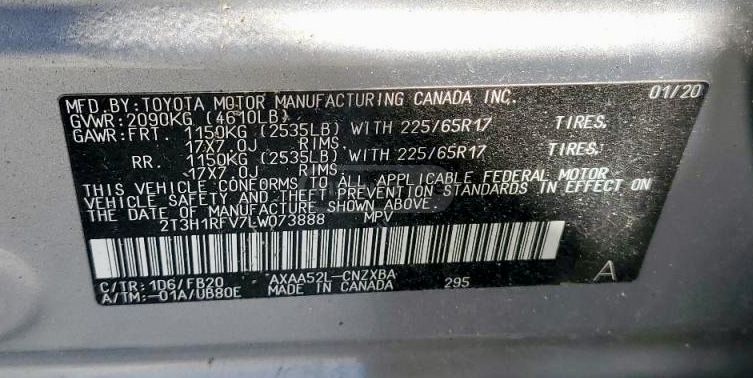 MFD.BY:TOYOTA MOTOR MANUFACTURING CANADA INC. 01/20
GVWR:2090KG (4610LB)
GAWR:FRT. 1150KG (2535LB) WITH 225/65R17 TIRES.
17X7.0J RIMS.
RR. 1150KG (2535LB) WITH 225/65R17 TIRES.
17X7.0J RIMS.
THIS VEHICLE CONFORMS TO ALL APPLICABLE FEDERAL MOTOR
VEHICLE SAFETY AND THEFT PREVENTION STANDARDS IN EFFECT ON
THE DATE OF MANUFACTURE SHOWN ABOVE.
2T3H1RFV7LW073888 MPV
C/TR:1D6/FB20 AXAA52L-CNZXBA 295 A
A/TM:-01A/UB80E MADE IN CANADA